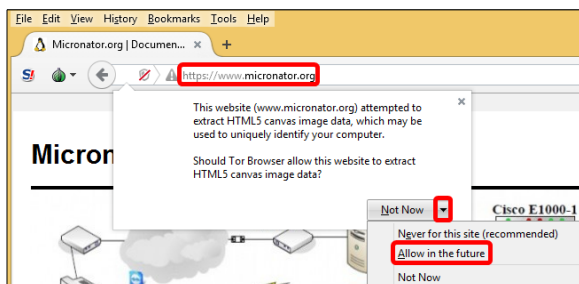 File Edit View History Bookmarks Tools Help
Micronator.org | Documen... × +
S! https://www.micronator.org
This website (www.micronator.org) attempted to
extract HTML5 canvas image data, which may be
used to uniquely identify your computer.
Should Tor Browser allow this website to extract
HTML5 canvas image data?
Micron
Not Now
Cisco E1000-1
Never for this site (recommended)
Allow in the future
Not Now